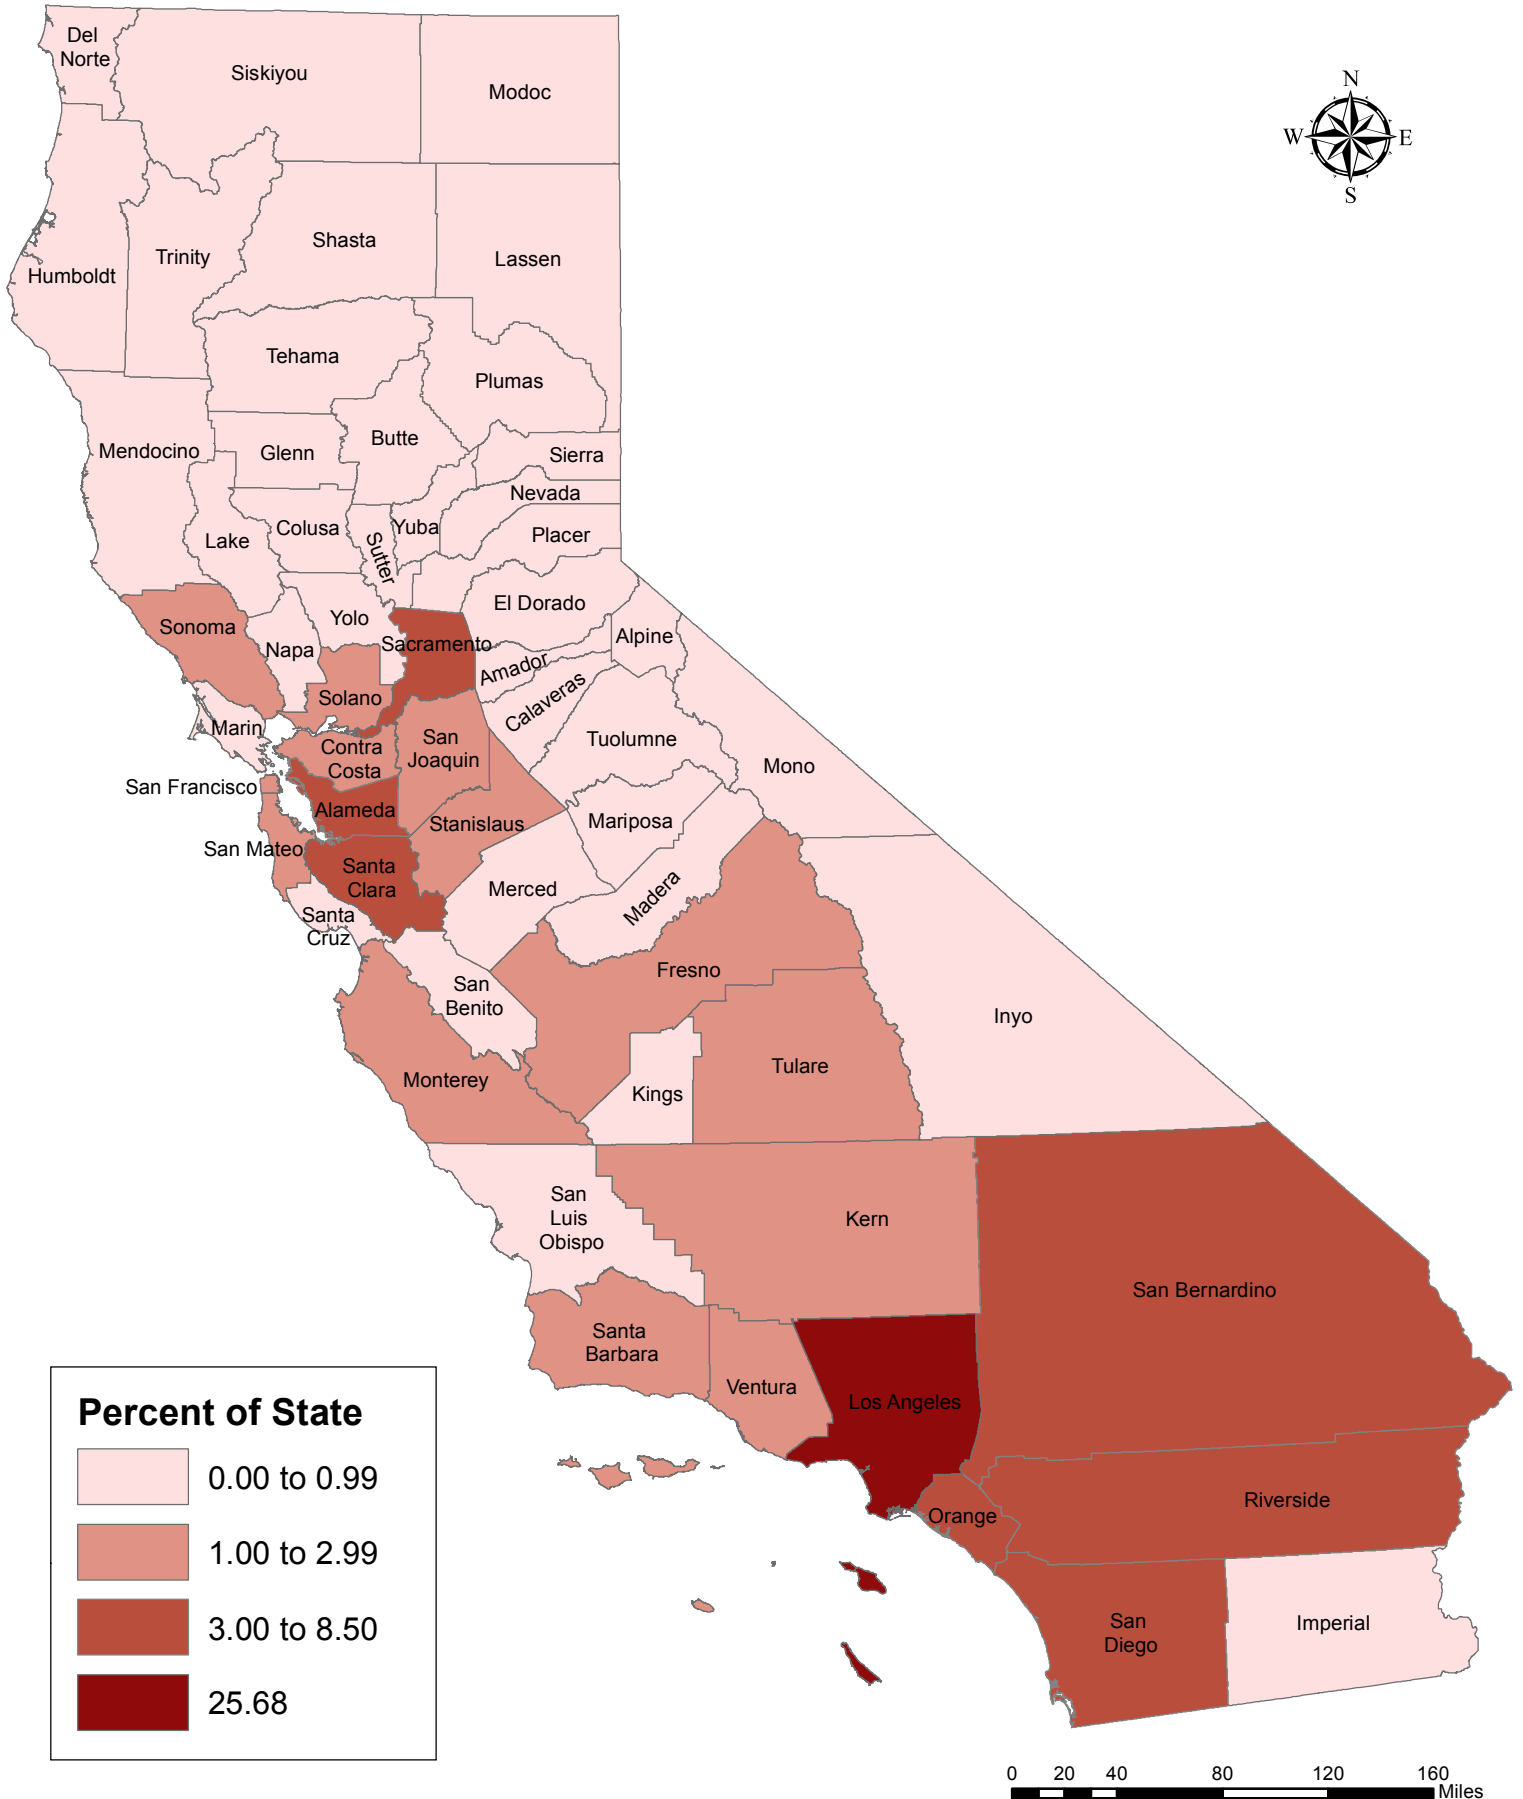 Del
Norte
Siskiyou
Modoc
N
W
E
S
Humboldt
Trinity
Shasta
Lassen
Tehama
Plumas
Mendocino
Glenn
Butte
Sierra
Nevada
Lake
Colusa
Sutter
Yuba
Placer
Sonoma
Napa
Yolo
Sacramento
El Dorado
Alpine
Amador
Solano
Calaveras
Marin
Contra
Costa
San
Joaquin
Tuolumne
Mono
San Francisco
Alameda
Stanislaus
Mariposa
San Mateo
Santa
Clara
Merced
Madera
Santa
Cruz
San
Benito
Fresno
Inyo
Monterey
Kings
Tulare
San
Luis
Obispo
Kern
San Bernardino
Santa
Barbara
Ventura
Los Angeles
Orange
Riverside
San
Diego
Imperial
Percent of State
0.00 to 0.99
1.00 to 2.99
3.00 to 8.50
25.68
0 20 40 80 120 160
Miles